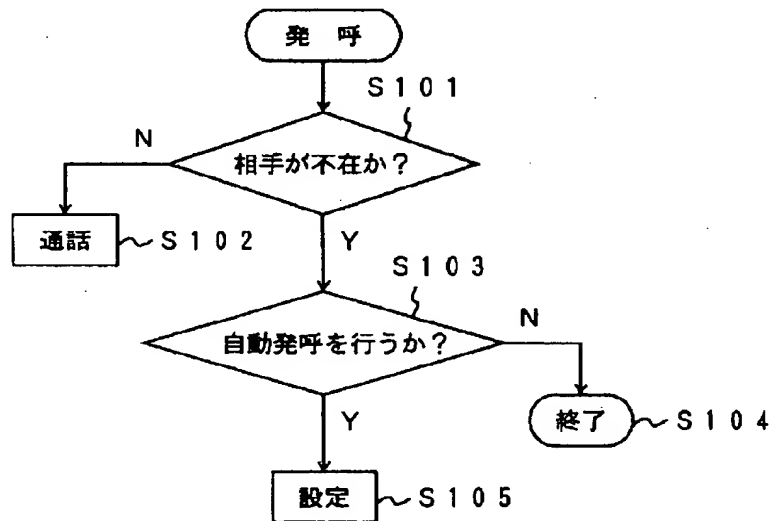 発 呼
S101
N
相手が不在か?
通話 S102
Y
S103
N
自動発呼を行うか?
終了 S104
Y
設定 S105